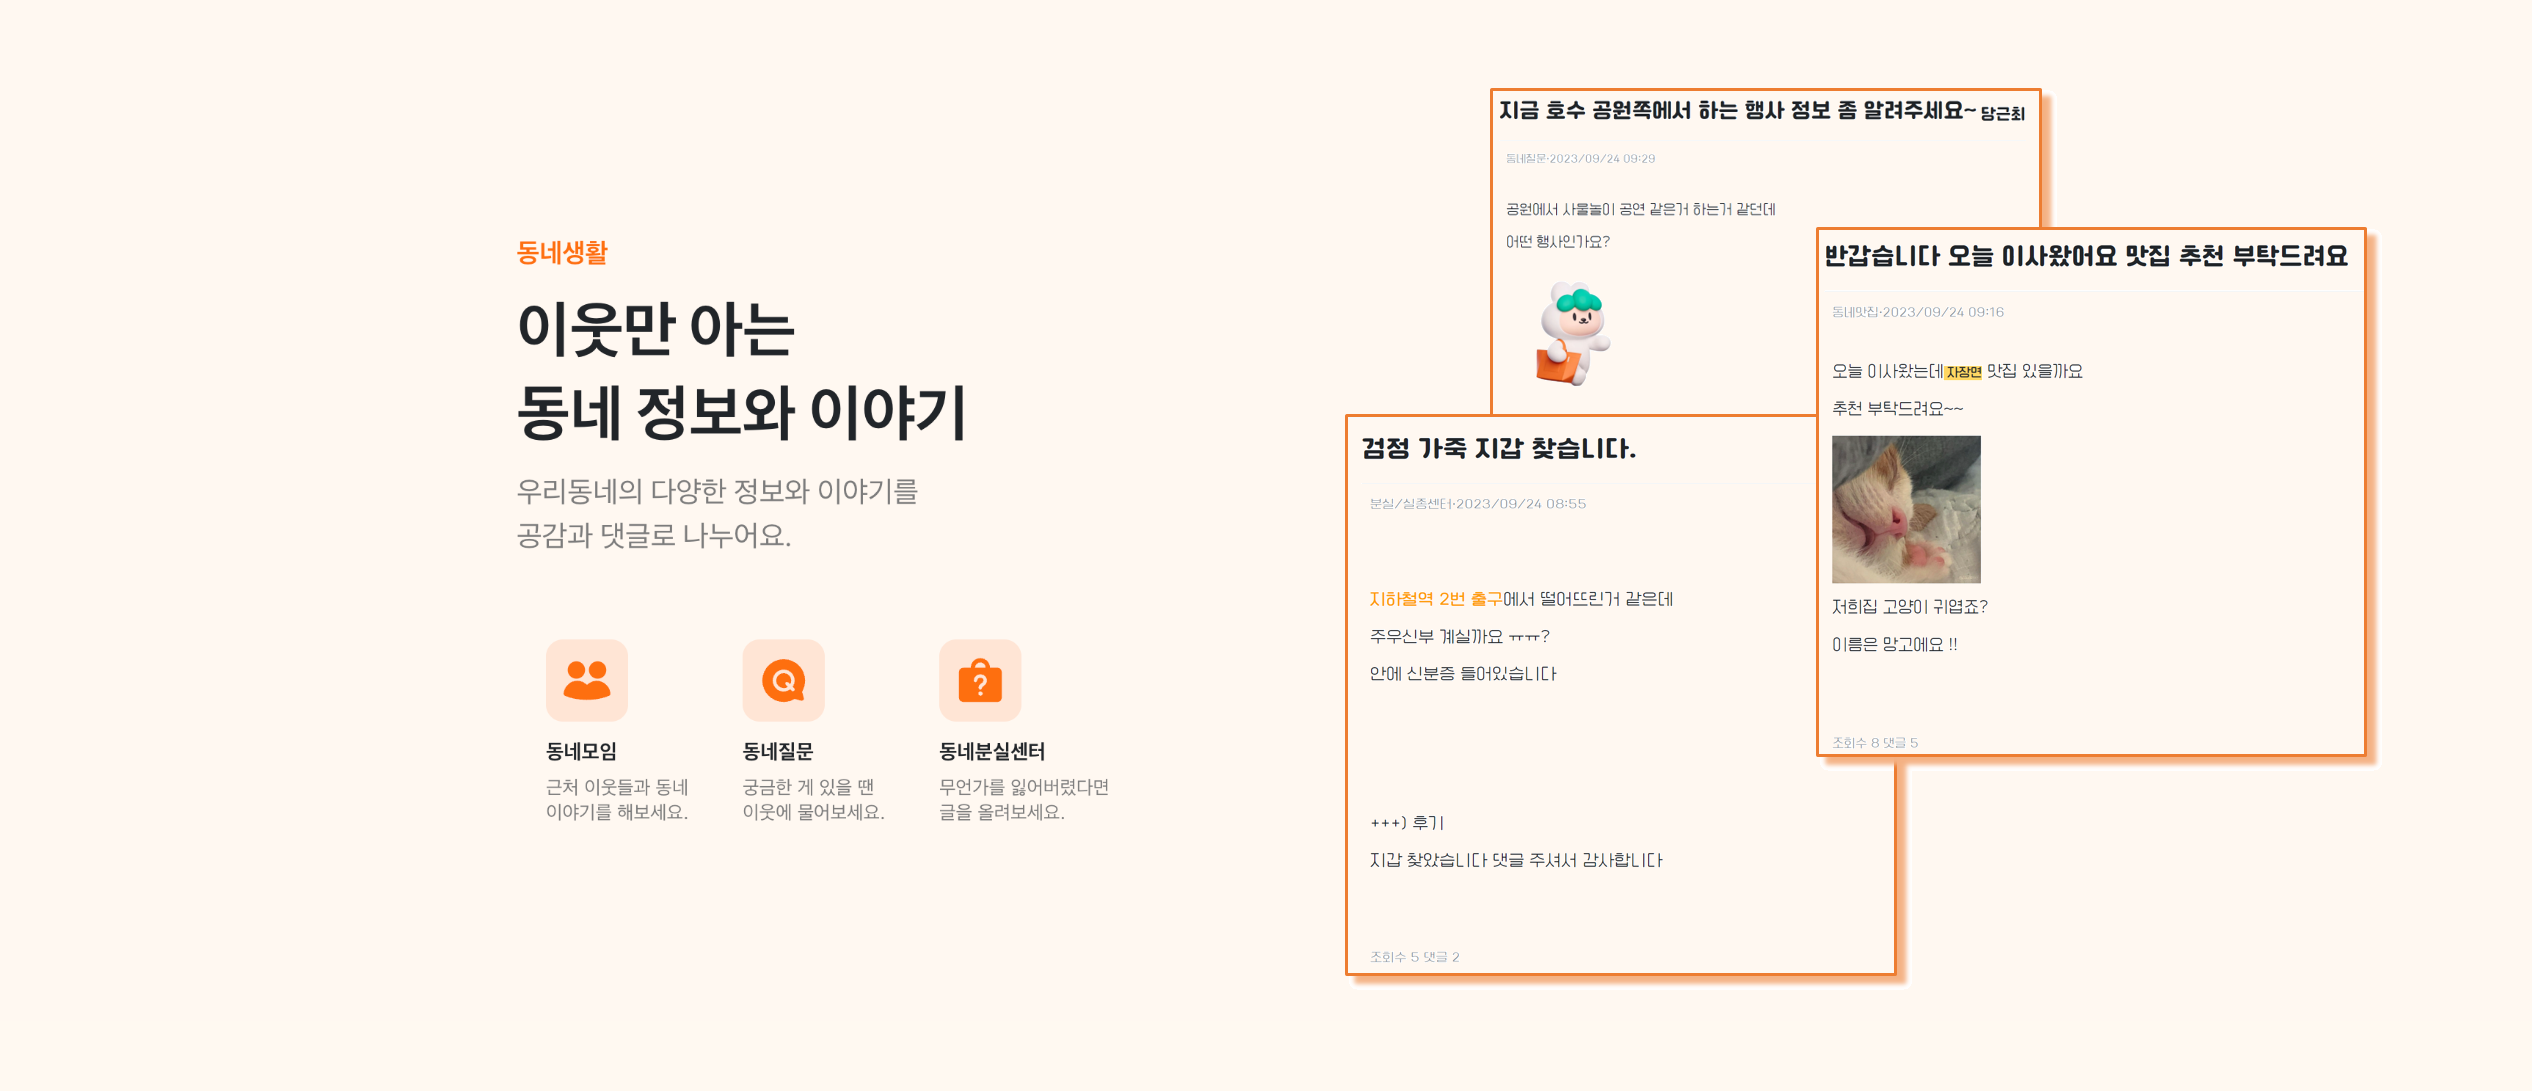 동네생활
이웃만 아는
동네 정보와 이야기
우리동네의 다양한 정보와 이야기를
공감과 댓글로 나누어요.
동네모임
근처 이웃들과 동네
이야기를 해보세요.
동네질문
궁금한 게 있을 땐
이웃에 물어보세요.
동네분실센터
무언가를 잃어버렸다면
글을 올려보세요.
지금 호수 공원쪽에서 하는 행사 정보 좀 알려주세요~ 당근최
동네질문·2023/09/24 09:29
공원에서 사물놀이 공연 같은거 하는거 같던데
어떤 행사인가요?
반갑습니다 오늘 이사왔어요 맛집 추천 부탁드려요
동네맛집·2023/09/24 09:16
오늘 이사왔는데 자장면 맛집 있을까요
추천 부탁드려요~~
저희집 고양이 귀엽죠?
이름은 망고에요 !!
조회수 8 댓글 5
검정 가죽 지갑 찾습니다.
분실/실종센터·2023/09/24 08:55
지하철역 2번 출구에서 떨어뜨린거 같은데
주우신부 계실까요 ㅠㅠ?
안에 신분증 들어있습니다
+++) 후기
지갑 찾았습니다 댓글 주셔서 감사합니다
조회수 5 댓글 2